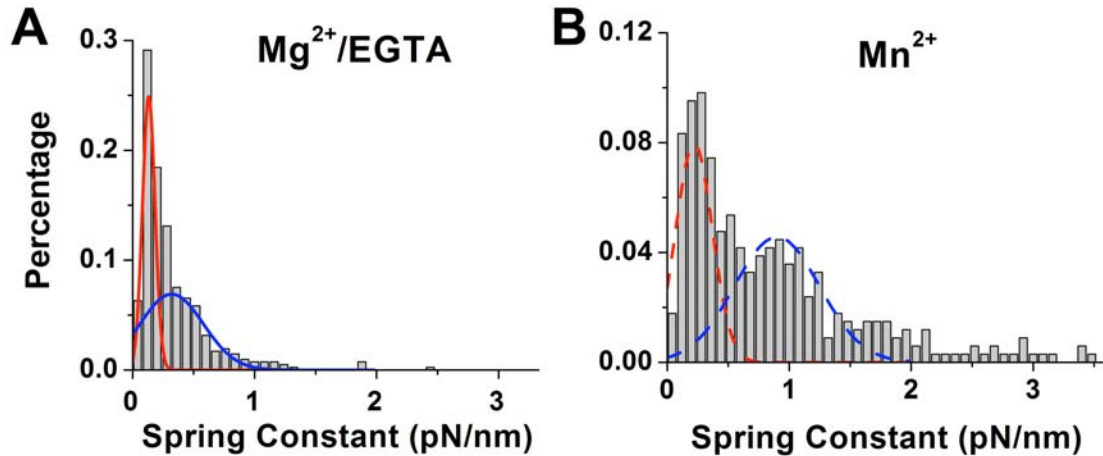 A
Mg²⁺/EGTA
Percentage
0.3
0.2
0.1
0.0
0
1
2
3
Spring Constant (pN/nm)
B
Mn²⁺
0.12
0.08
0.04
0.00
0
1
2
3
Spring Constant (pN/nm)